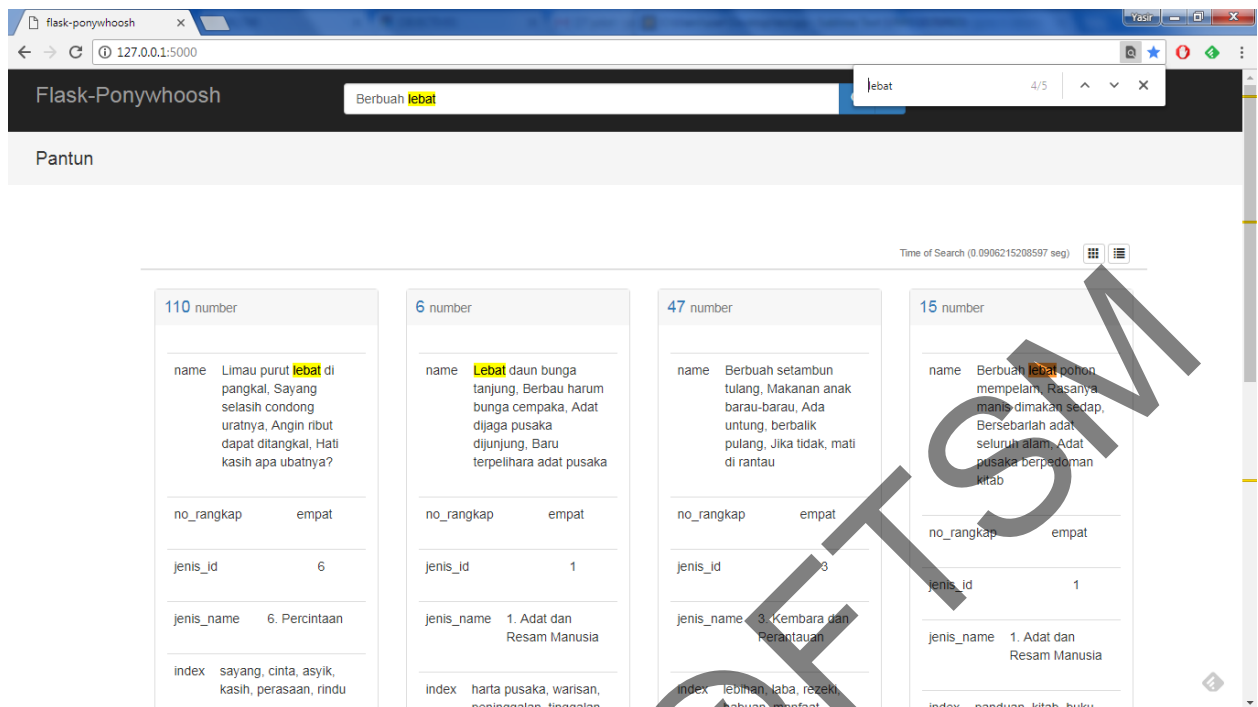 flask-ponywhoosh
Yasir
127.0.0.1:5000
lebat 4/5
Flask-Ponywhoosh
Berbuah lebat
Pantun
Time of Search (0.0906215208597 seg)
110 number
name Limau purut lebat di
pangkal, Sayang
selasih condong
uratnya, Angin ribut
dapat ditangkal, Hati
kasih apa ubatnya?
no_rangkap empat
jenis_id 6
jenis_name 6. Percintaan
index sayang, cinta, asyik,
kasih, perasaan, rindu
6 number
name Lebat daun bunga
tanjung, Berbau harum
bunga cempaka, Adat
dijaga pusaka
dijunjung, Baru
terpelihara adat pusaka
no_rangkap empat
jenis_id 1
jenis_name 1. Adat dan
Resam Manusia
index harta pusaka, warisan,
peninggalan, tinggalan
47 number
name Berbuah setambun
tulang, Makanan anak
barau-barau, Ada
untung, berbalik
pulang, Jika tidak, mati
di rantau
no_rangkap empat
jenis_id 3
jenis_name 3. Kembara dan
Perantauan
index lebihan, laba, rezeki,
habuan, manfaat
15 number
name Berbuah lebat pohon
mempelam, Rasanya
manis dimakan sedap,
Bersebarlah adat
seluruh alam, Adat
pusaka berpedoman
kitab
no_rangkap empat
jenis_id 1
jenis_name 1. Adat dan
Resam Manusia
index panduan, kitab, buku
FTSM